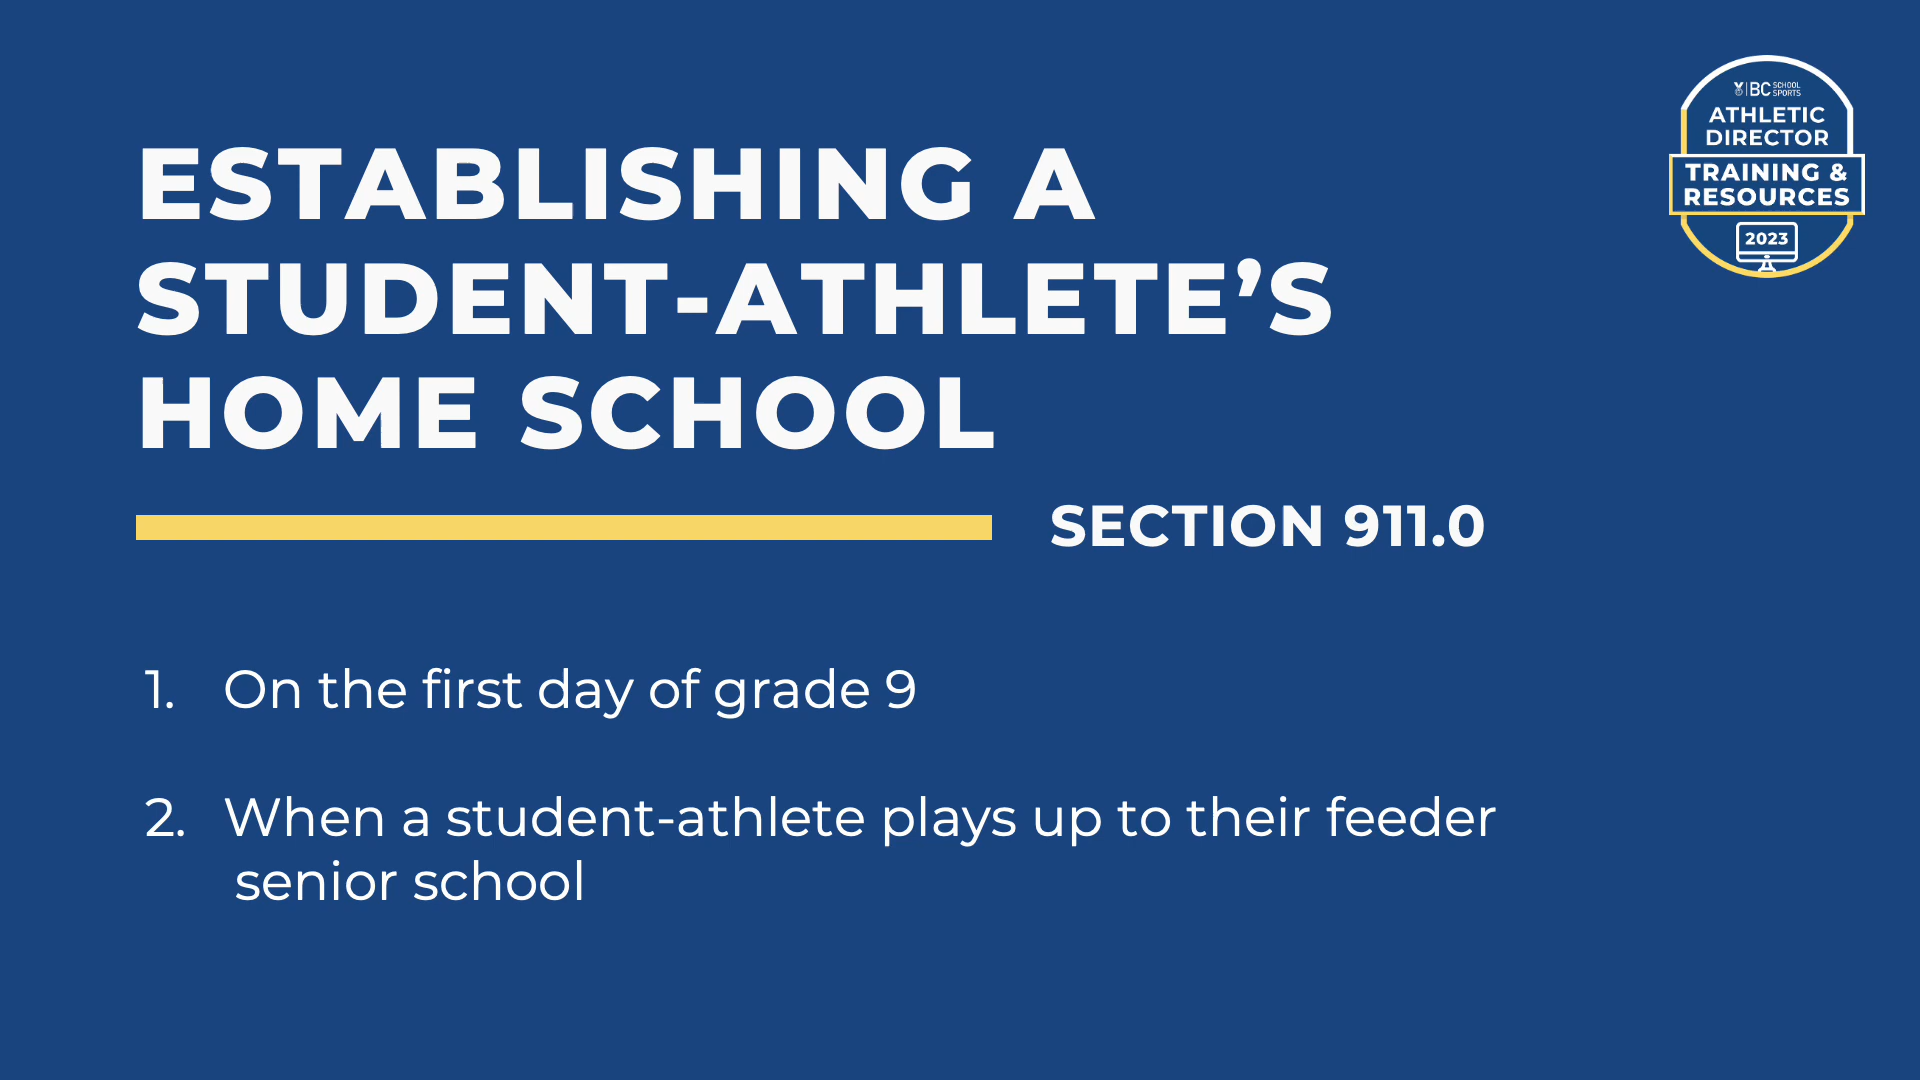 BC SCHOOL SPORTS
ATHLETIC
DIRECTOR
TRAINING &
RESOURCES
2023
ESTABLISHING A
STUDENT-ATHLETE’S
HOME SCHOOL
SECTION 911.0
1. On the first day of grade 9
2. When a student-athlete plays up to their feeder
senior school